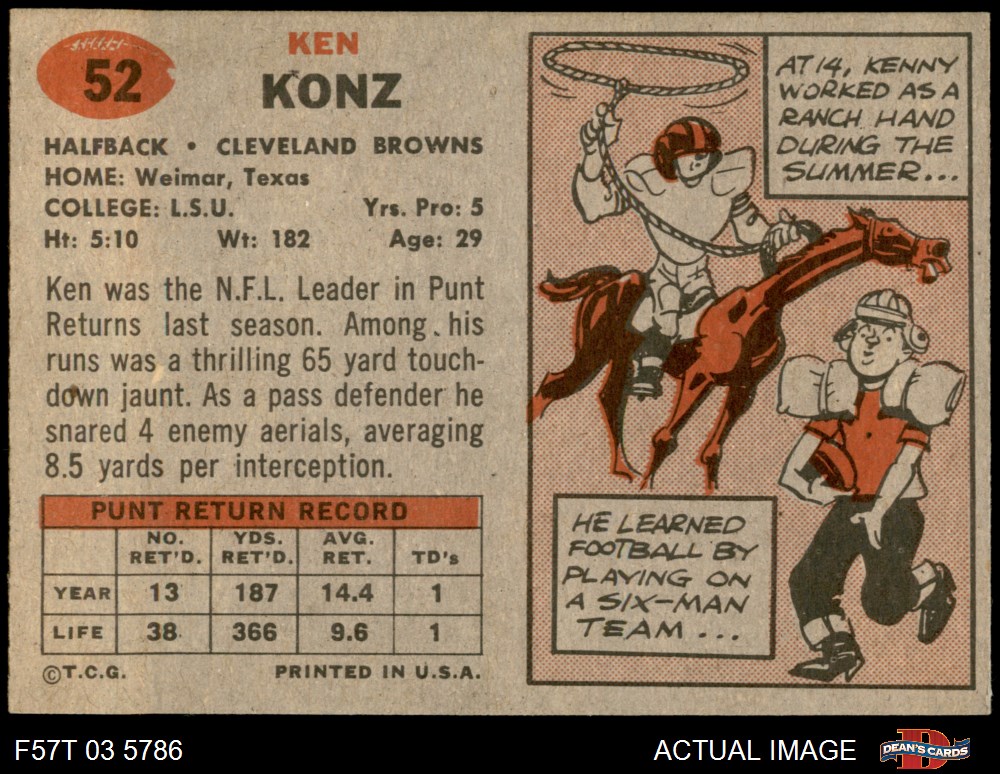 52
KEN
KONZ
HALFBACK • CLEVELAND BROWNS
HOME: Weimar, Texas
COLLEGE: L.S.U. Yrs. Pro: 5
Ht: 5:10 Wt: 182 Age: 29
Ken was the N.F.L. Leader in Punt
Returns last season. Among his
runs was a thrilling 65 yard touch-
down jaunt. As a pass defender he
snared 4 enemy aerials, averaging
8.5 yards per interception.
PUNT RETURN RECORD
NO. RET'D. YDS. RET'D. AVG. RET. TD's
YEAR 13 187 14.4 1
LIFE 38 366 9.6 1
©T.C.G. PRINTED IN U.S.A.
AT 14, KENNY
WORKED AS A
RANCH HAND
DURING THE
SUMMER...
HE LEARNED
FOOTBALL BY
PLAYING ON
A SIX-MAN
TEAM...
F57T 03 5786 ACTUAL IMAGE D DEAN'S CARDS